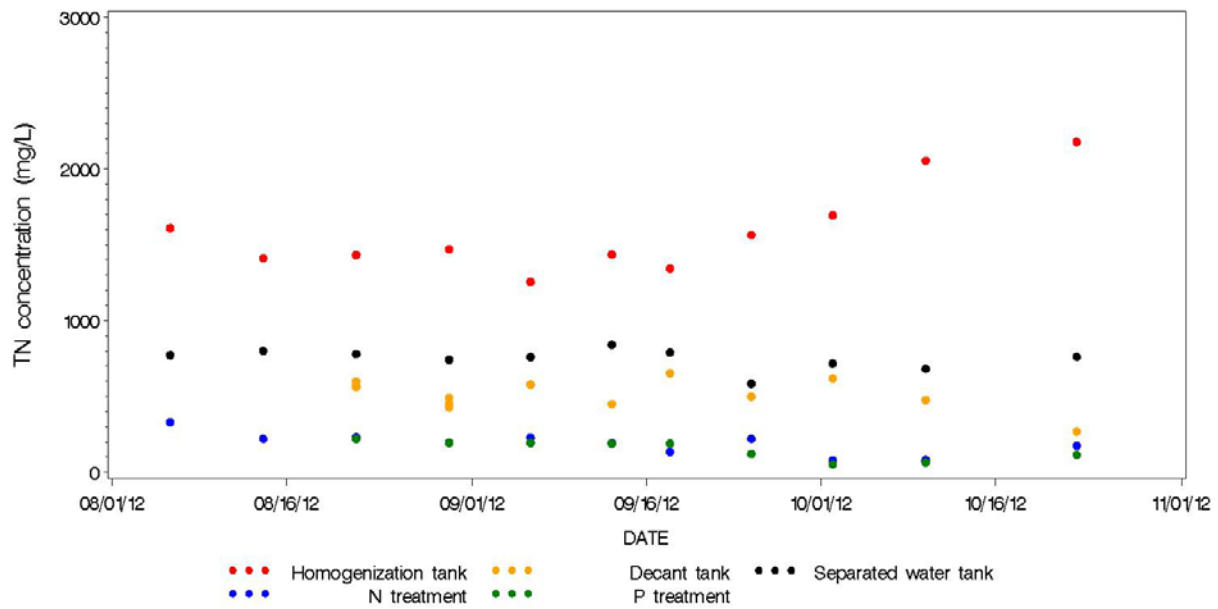 3000
2000
1000
0
TN concentration (mg/L)
08/01/12 08/16/12 09/01/12 09/16/12 10/01/12 10/16/12 11/01/12
DATE
Homogenization tank Decant tank Separated water tank
N treatment P treatment